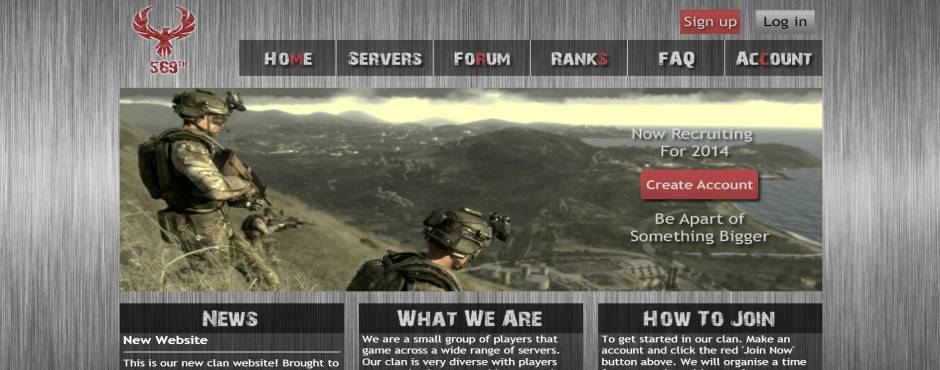 Sign up
Log in
569TH
HOME
SERVERS
FORUM
RANKS
FAQ
ACCOUNT
Now Recruiting
For 2014
Create Account
Be Apart of
Something Bigger
NEWS
New Website
This is our new clan website! Brought to
WHAT WE ARE
We are a small group of players that
game across a wide range of servers.
Our clan is very diverse with players
HOW TO JOIN
To get started in our clan. Make an
account and click the red 'Join Now'
button above. We will organise a time